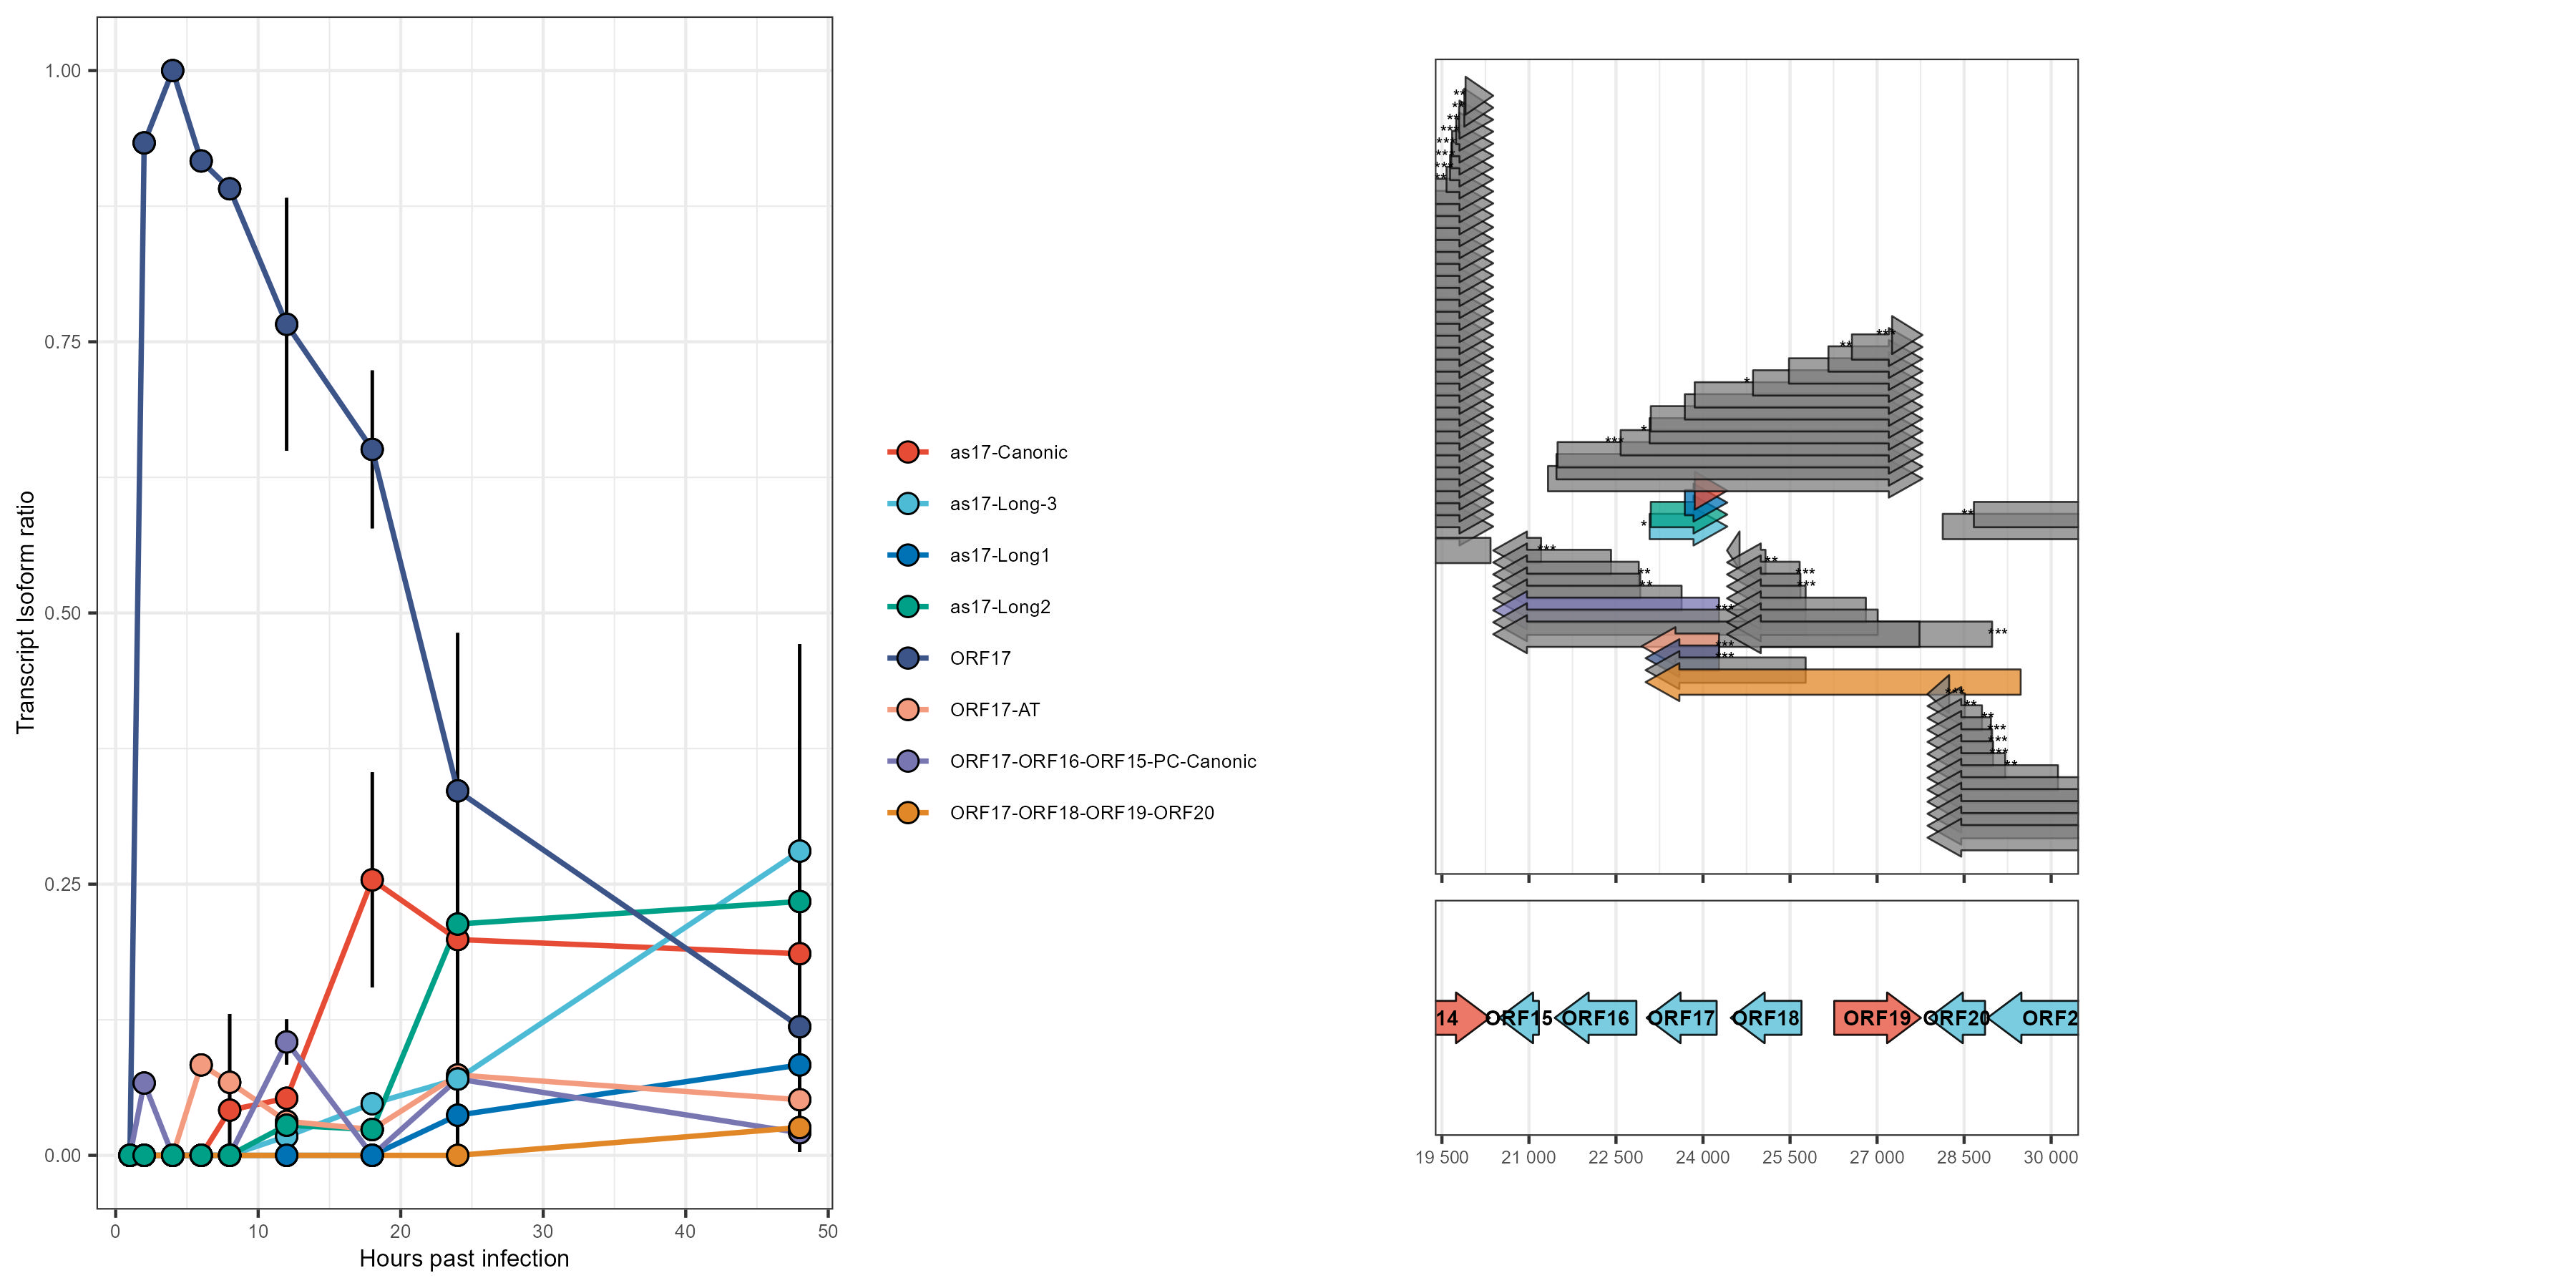 1.00
0.75
0.50
0.25
0.00
Transcript Isoform ratio
0 10 20 30 40 50
Hours past infection
as17-Canonic
as17-Long-3
as17-Long1
as17-Long2
ORF17
ORF17-AT
ORF17-ORF16-ORF15-PC-Canonic
ORF17-ORF18-ORF19-ORF20
14 ORF15 ORF16 ORF17 ORF18 ORF19 ORF20 ORF2
19 500 21 000 22 500 24 000 25 500 27 000 28 500 30 000